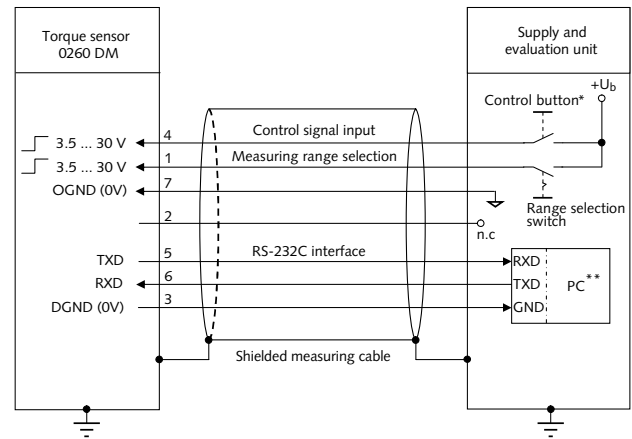 Torque sensor
0260 DM
Supply and
evaluation unit
+Ub
Control button*
3.5 ... 30 V
4
Control signal input
3.5 ... 30 V
1
Measuring range selection
OGND (0V)
7
Range selection
switch
2
n.c
TXD
5
RS-232C interface
RXD
RXD
6
TXD
PC**
DGND (0V)
3
GND
Shielded measuring cable